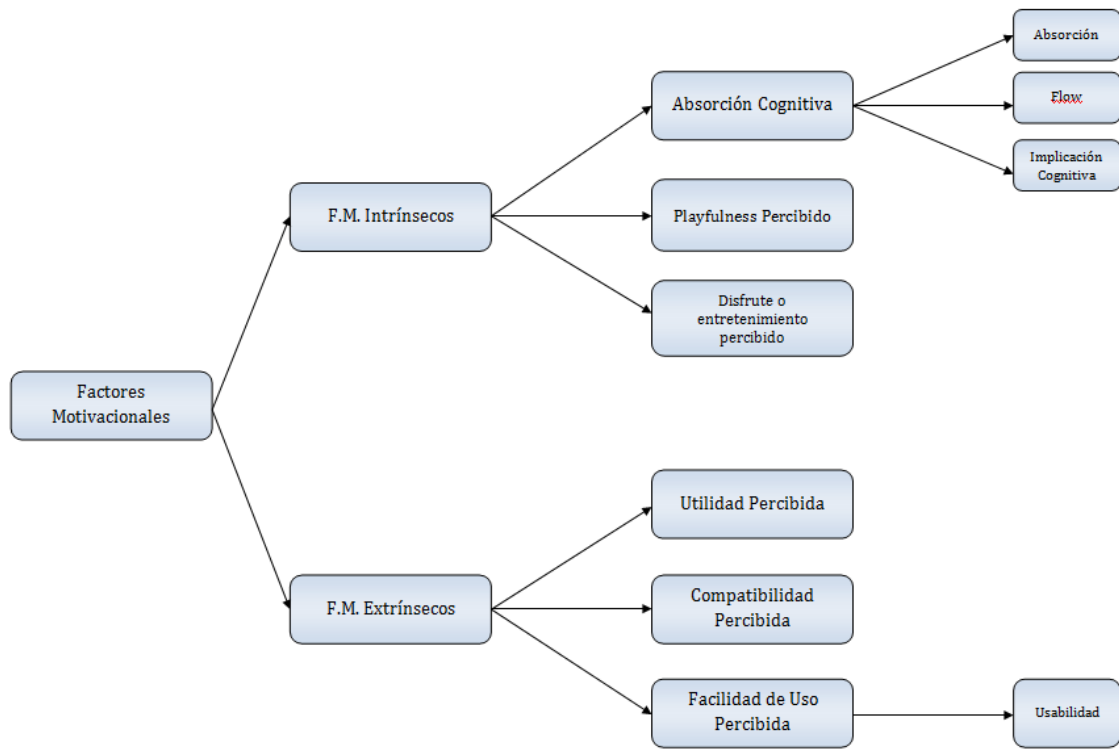 Absorción
Absorción Cognitiva
Flow
Implicación
Cognitiva
F.M. Intrínsecos
Playfulness Percibido
Disfrute o
entretenimiento
percibido
Factores
Motivacionales
Utilidad Percibida
F.M. Extrínsecos
Compatibilidad
Percibida
Facilidad de Uso
Percibida
Usabilidad